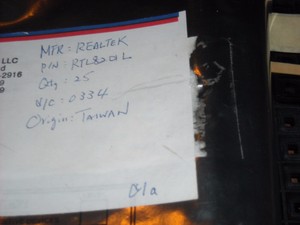 LLC
-2916
MFR: REALTEK
P/N: RTL8201L
Qty: 25
D/C: 0334
Origin: TAIWAN